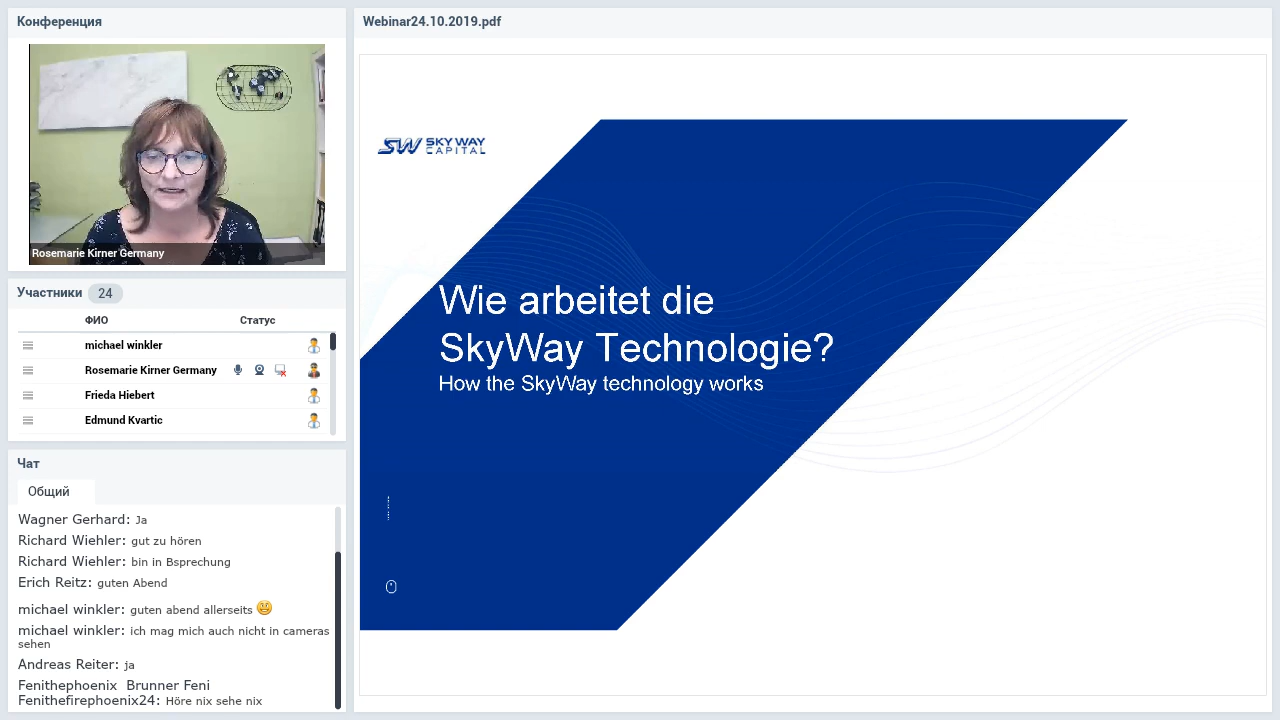 Конференция
Rosemarie Kirner Germany
Участники 24
ФИО Статус
michael winkler
Rosemarie Kirner Germany
Frieda Hiebert
Edmund Kvartic
Чат
Общий
Wagner Gerhard: Ja
Richard Wiehler: gut zu hören
Richard Wiehler: bin in Bsprechung
Erich Reitz: guten Abend
michael winkler: guten abend allerseits
michael winkler: ich mag mich auch nicht in cameras
sehen
Andreas Reiter: ja
Fenithephoenix Brunner Feni
Fenithefirephoenix24: Höre nix sehe nix
Webinar24.10.2019.pdf
SW SKY WAY
CAPITAL
Wie arbeitet die
SkyWay Technologie?
How the SkyWay technology works